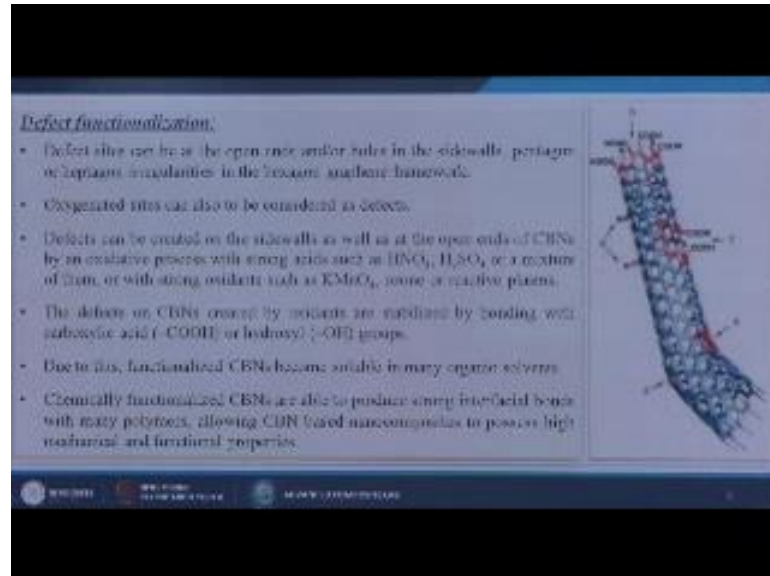 Defect functionalization:
• Defect sites can be at the open ends and/or holes in the sidewalls, pentagon
or heptagon irregularities in the hexagon graphene framework.
• Oxygenated sites can also to be considered as defects.
• Defects can be created on the sidewalls as well as at the open ends of CBNs
by an oxidative process with strong acids such as HNO₃, H₂SO₄ or a mixture
of them, or with strong oxidants such as KMnO₄, ozone or reactive plasma.
• The defects on CBNs created by oxidants are stabilized by bonding with
carboxylic acid (–COOH) or hydroxyl (–OH) groups.
• Due to this, functionalized CBNs become soluble in many organic solvents.
• Chemically functionalized CBNs are able to produce strong interfacial bonds
with many polymers, allowing CBN based nanocomposites to possess high
mechanical and functional properties.
COOH
COOH